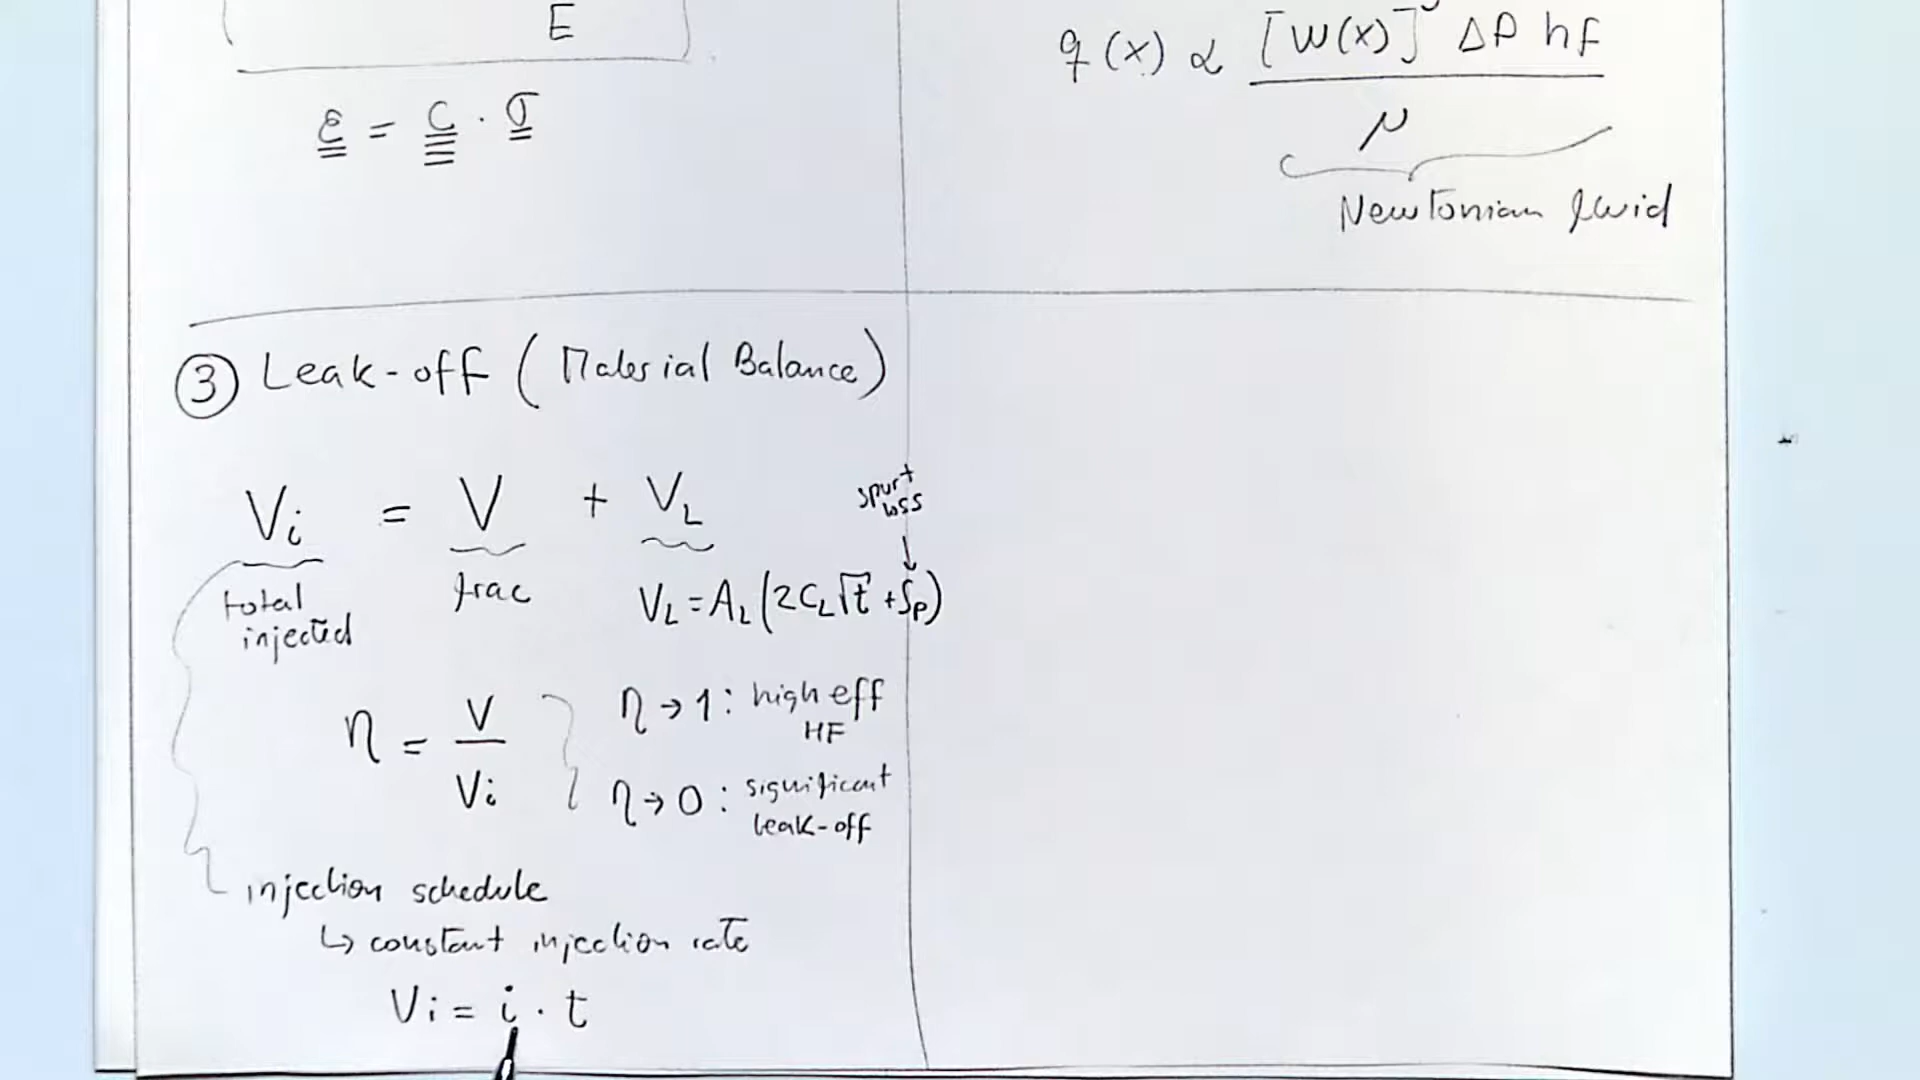 E
ε = C · σ
q(x) ∝ [W(x)] ΔP hf
μ
Newtonian fluid
③ Leak-off (Material Balance)
Vi = V + VL
spurt
loss
total
injected
frac
VL = AL (2CL√t + Sp)
η = V
Vi
η → 1 : high eff
HF
η → 0 : significant
leak-off
injection schedule
↳ constant injection rate
Vi = i · t